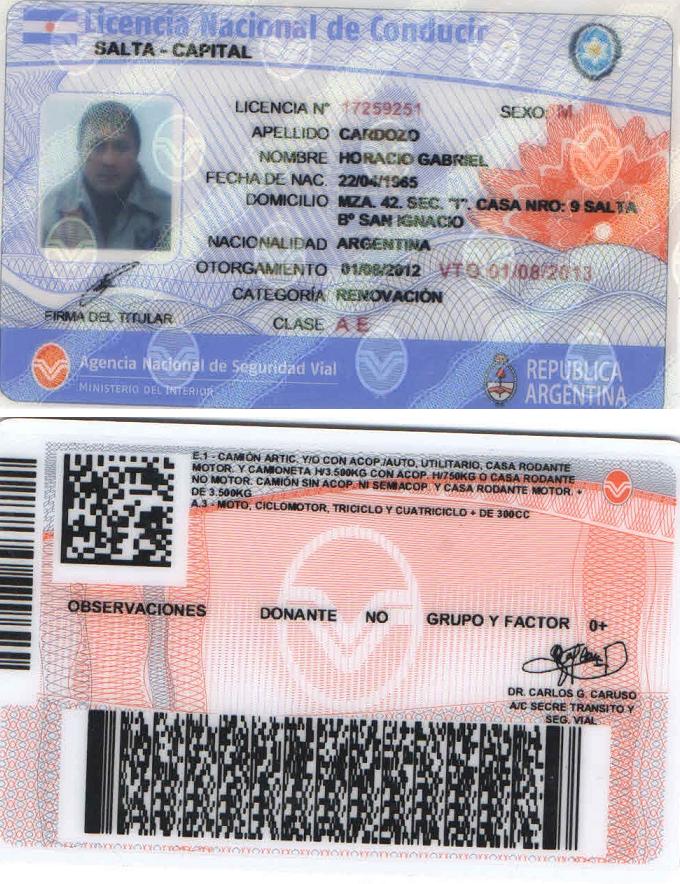 Licencia Nacional de Conducir
SALTA - CAPITAL
LICENCIA N° 17259251 SEXO: M
APELLIDO CARDOZO
NOMBRE HORACIO GABRIEL
FECHA DE NAC. 22/04/1965
DOMICILIO MZA. 42. SEC. "I". CASA NRO: 9 SALTA
Bº SAN IGNACIO
NACIONALIDAD ARGENTINA
OTORGAMIENTO 01/08/2012 VTO 01/08/2013
CATEGORÍA RENOVACIÓN
FIRMA DEL TITULAR
CLASE A E
Agencia Nacional de Seguridad Vial
MINISTERIO DEL INTERIOR
REPÚBLICA
ARGENTINA
E.1 - CAMIÓN ARTIC. Y/O CON ACOP./AUTO, UTILITARIO, CASA RODANTE
MOTOR. Y CAMIONETA H/3.500KG CON ACOP. H/750KG O CASA RODANTE
NO MOTOR. CAMIÓN SIN ACOP. NI SEMIACOP. Y CASA RODANTE MOTOR. +
DE 3.500KG
A.3 - MOTO, CICLOMOTOR, TRICICLO Y CUATRICICLO + DE 300CC
OBSERVACIONES DONANTE NO GRUPO Y FACTOR 0+
DR. CARLOS G. CARUSO
A/C SECRE TRANSITO Y
SEG. VIAL